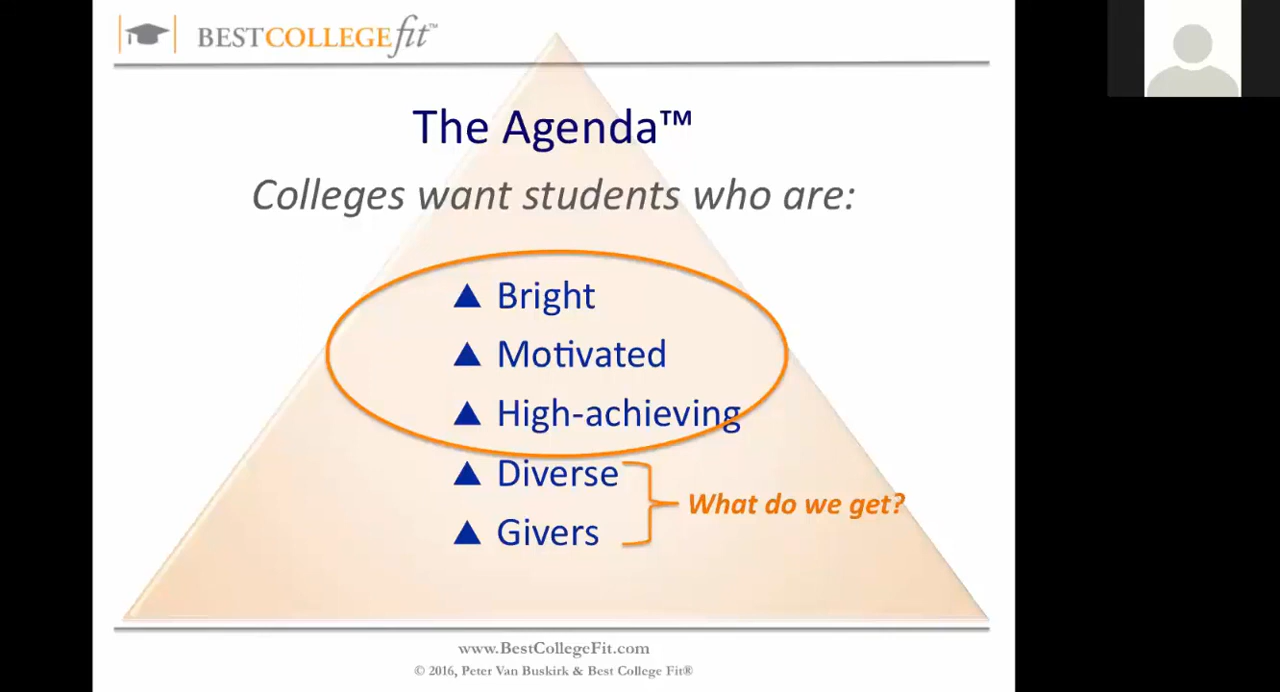 BESTCOLLEGEfit™
The Agenda™
Colleges want students who are:
▲ Bright
▲ Motivated
▲ High-achieving
▲ Diverse
▲ Givers
What do we get?
www.BestCollegeFit.com
© 2016, Peter Van Buskirk & Best College Fit®